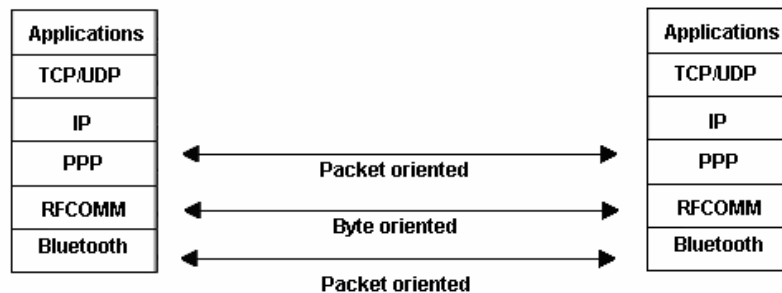 Applications
TCP/UDP
IP
PPP
RFCOMM
Bluetooth
Packet oriented
Byte oriented
Packet oriented
Applications
TCP/UDP
IP
PPP
RFCOMM
Bluetooth